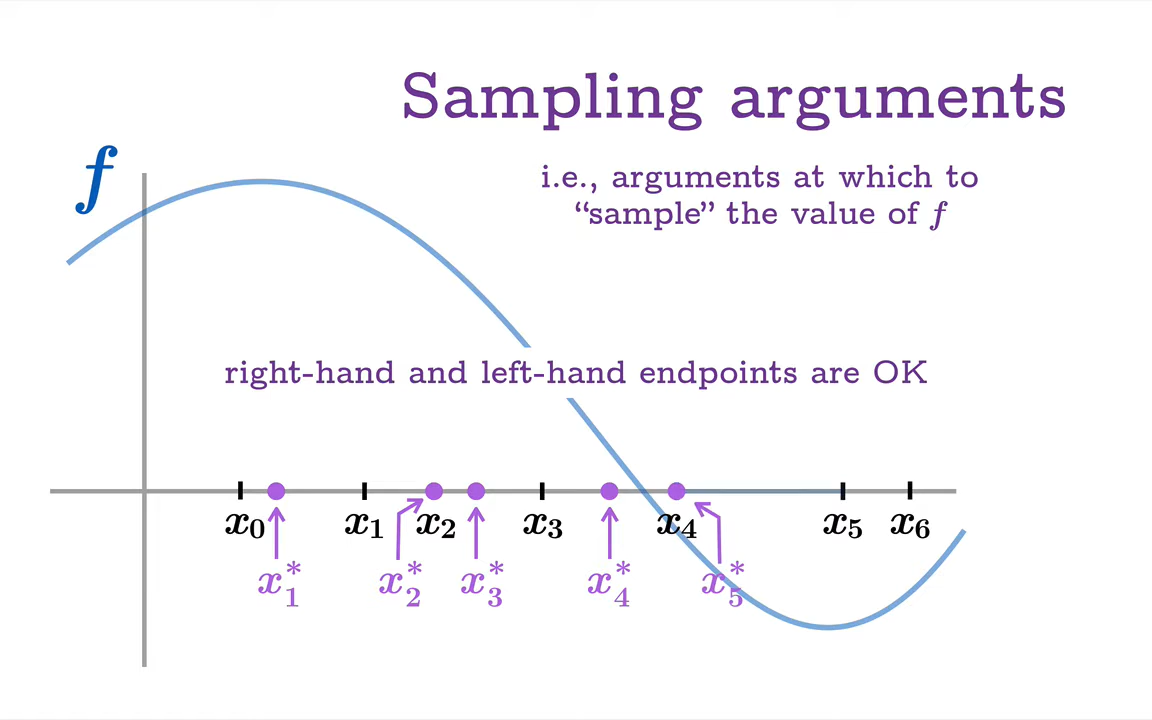 Sampling arguments
f
i.e., arguments at which to
“sample” the value of f
right-hand and left-hand endpoints are OK
x₀ x₁ x₂ x₃ x₄ x₅ x₆
x₁* x₂* x₃* x₄* x₅*